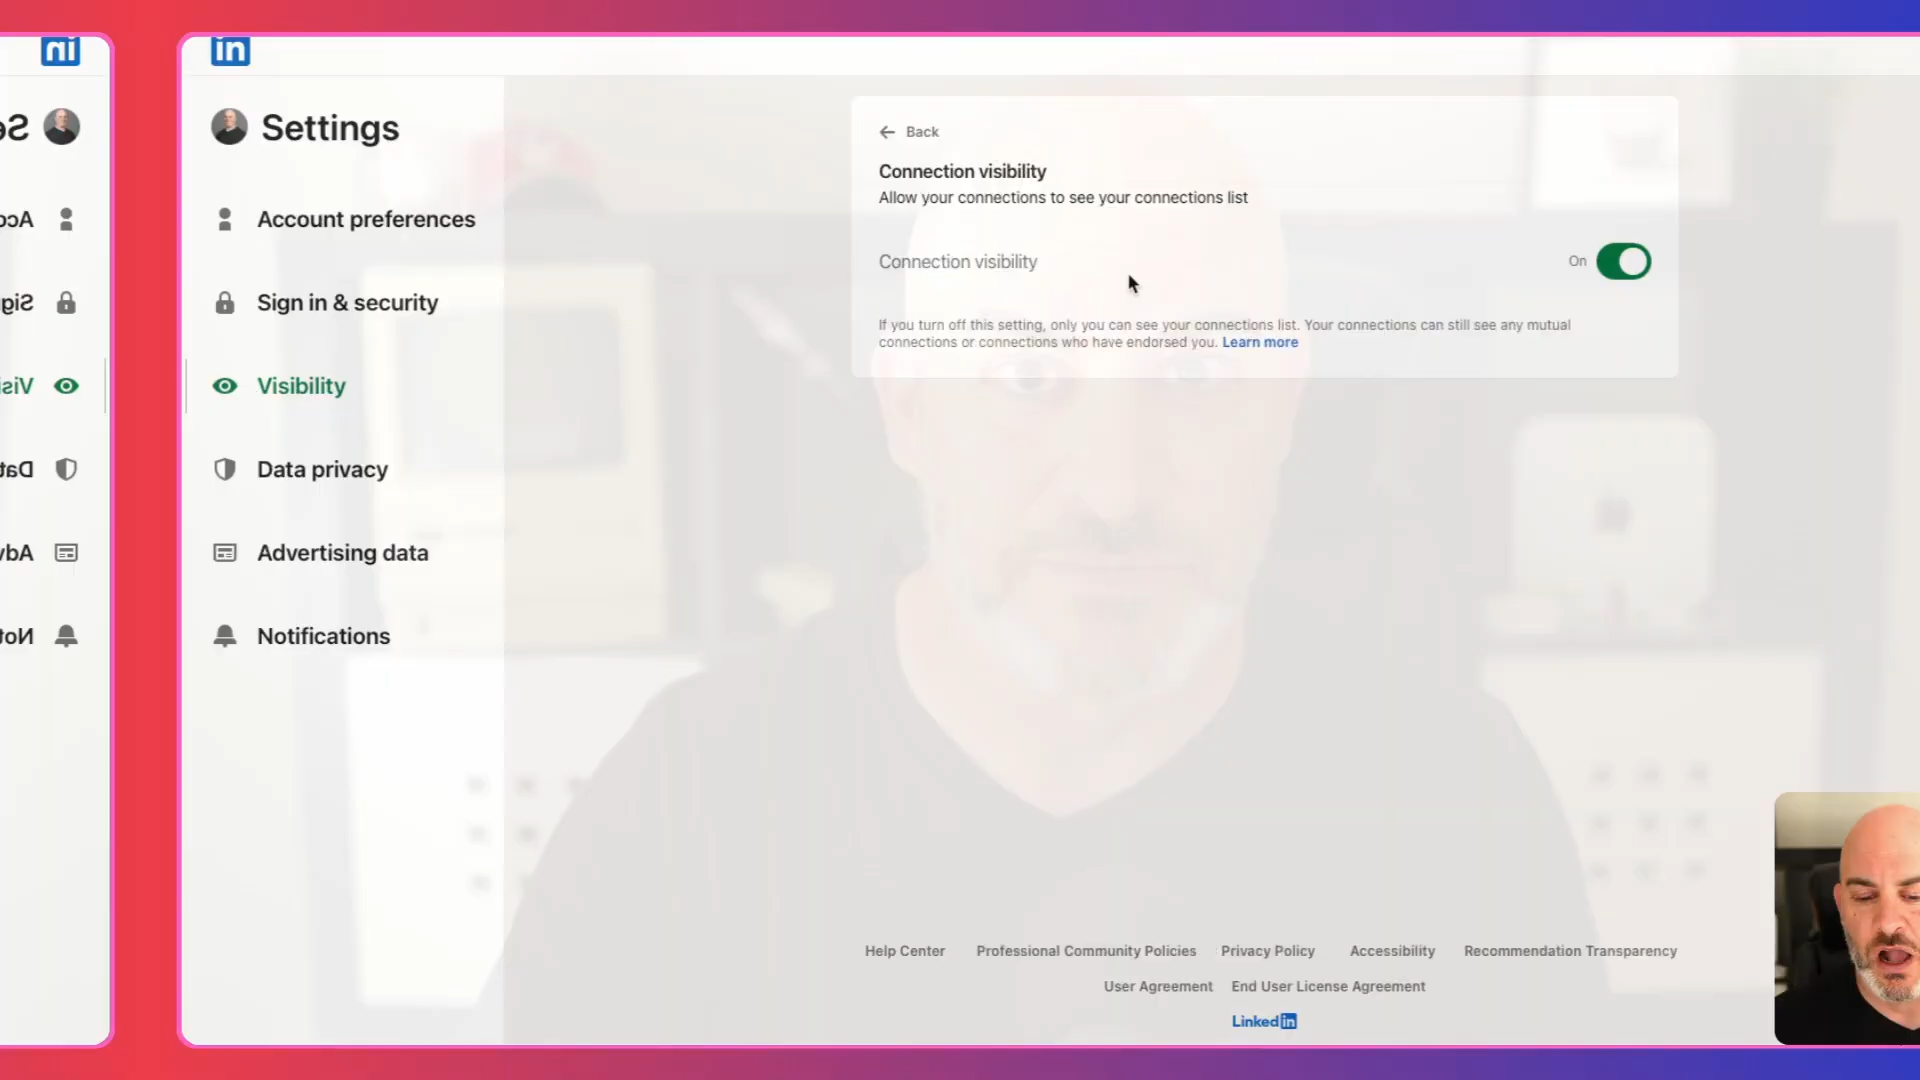 in
Settings
Account preferences
Sign in & security
Visibility
Data privacy
Advertising data
Notifications
Back
Connection visibility
Allow your connections to see your connections list
Connection visibility
On
If you turn off this setting, only you can see your connections list. Your connections can still see any mutual
connections or connections who have endorsed you. Learn more
Help Center Professional Community Policies Privacy Policy Accessibility Recommendation Transparency
User Agreement End User License Agreement
LinkedIn